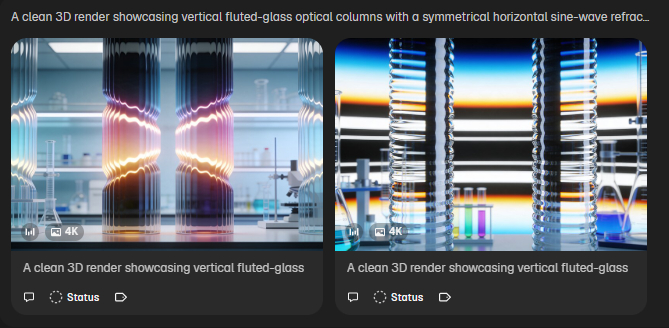 A clean 3D render showcasing vertical fluted-glass optical columns with a symmetrical horizontal sine-wave refrac...
4K
4K
A clean 3D render showcasing vertical fluted-glass
A clean 3D render showcasing vertical fluted-glass
Status
Status